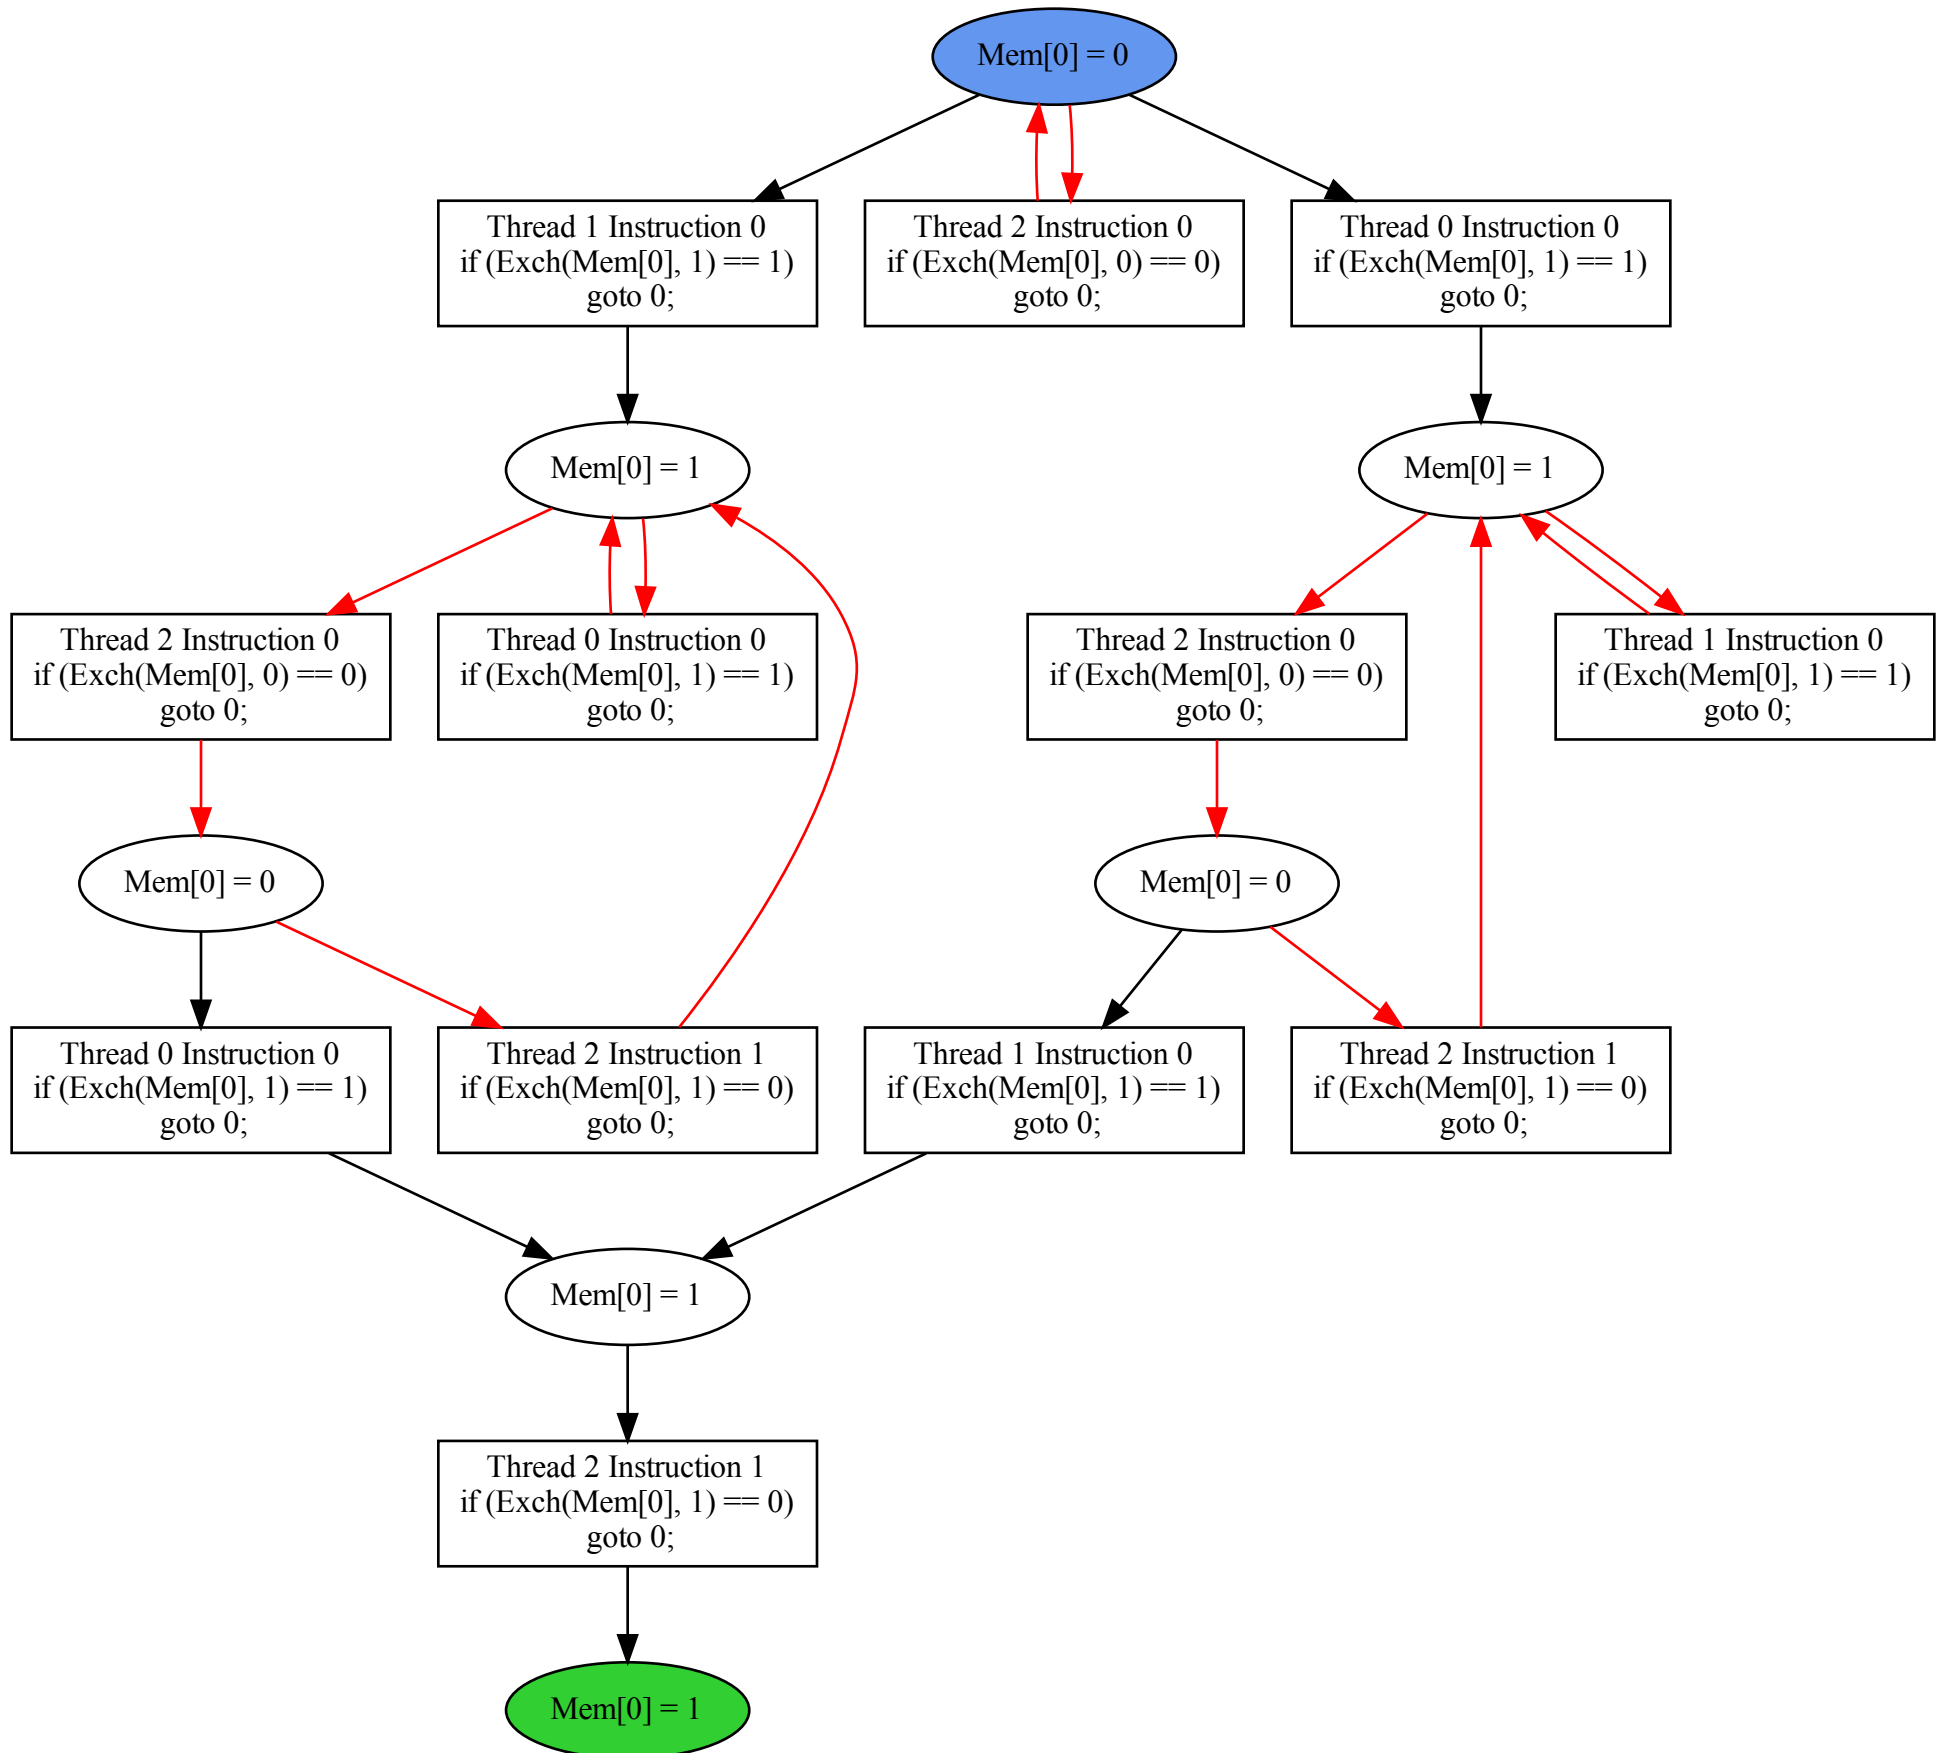 Mem[0] = 0
Thread 1 Instruction 0
if (Exch(Mem[0], 1) == 1)
goto 0;
Thread 2 Instruction 0
if (Exch(Mem[0], 0) == 0)
goto 0;
Thread 0 Instruction 0
if (Exch(Mem[0], 1) == 1)
goto 0;
Mem[0] = 1
Mem[0] = 1
Thread 2 Instruction 0
if (Exch(Mem[0], 0) == 0)
goto 0;
Thread 0 Instruction 0
if (Exch(Mem[0], 1) == 1)
goto 0;
Thread 2 Instruction 0
if (Exch(Mem[0], 0) == 0)
goto 0;
Thread 1 Instruction 0
if (Exch(Mem[0], 1) == 1)
goto 0;
Mem[0] = 0
Mem[0] = 0
Thread 0 Instruction 0
if (Exch(Mem[0], 1) == 1)
goto 0;
Thread 2 Instruction 1
if (Exch(Mem[0], 1) == 0)
goto 0;
Thread 1 Instruction 0
if (Exch(Mem[0], 1) == 1)
goto 0;
Thread 2 Instruction 1
if (Exch(Mem[0], 1) == 0)
goto 0;
Mem[0] = 1
Thread 2 Instruction 1
if (Exch(Mem[0], 1) == 0)
goto 0;
Mem[0] = 1